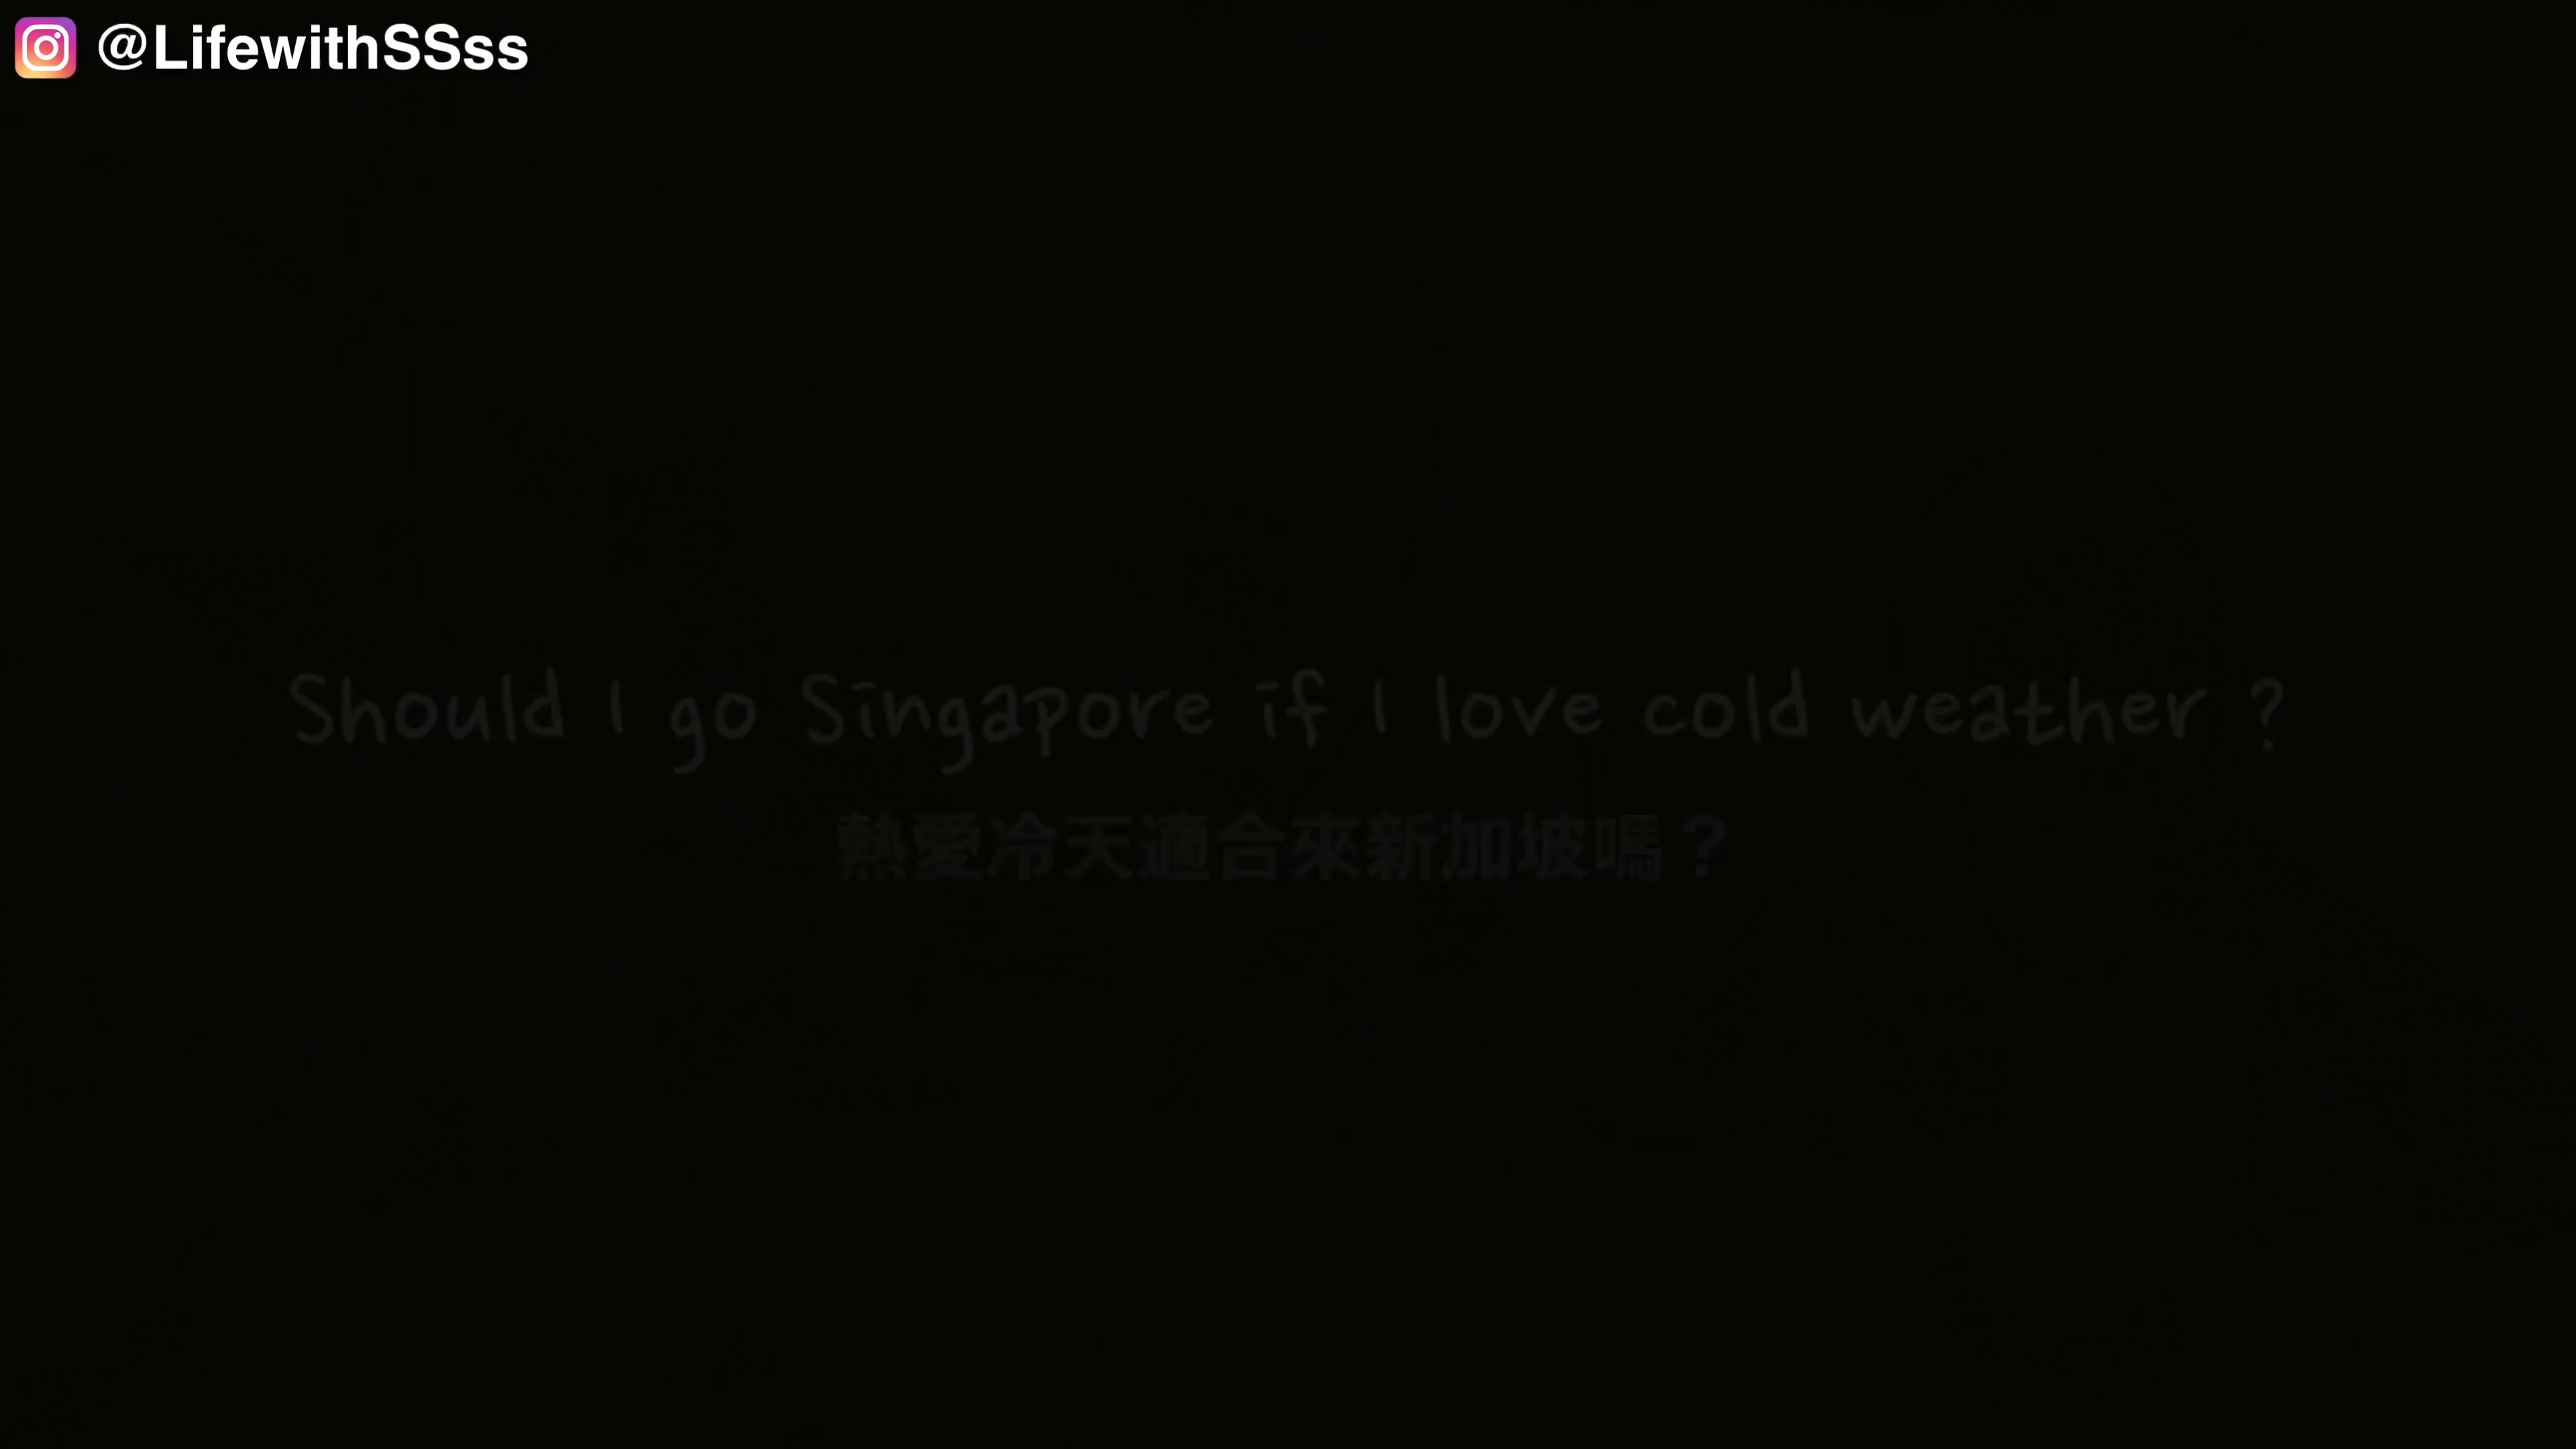 @LifewithSSss
Should I go Singapore if I love cold weather ?
熱愛冷天適合來新加坡嗎？